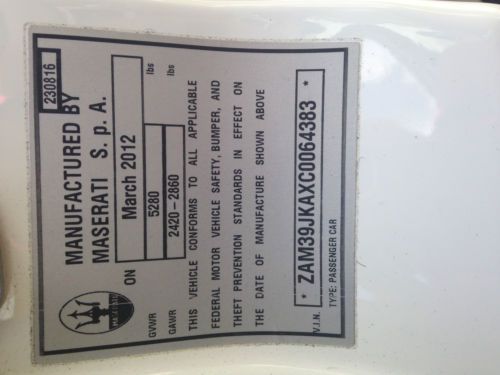 230816
MANUFACTURED BY
MASERATI S. p. A.
ON March 2012
GVWR 5280 lbs
GAWR 2420-2860 lbs
THIS VEHICLE CONFORMS TO ALL APPLICABLE
FEDERAL MOTOR VEHICLE SAFETY, BUMPER, AND
THEFT PREVENTION STANDARDS IN EFFECT ON
THE DATE OF MANUFACTURE SHOWN ABOVE
* ZAM39JKAXC0064383 *
V.I.N. TYPE: PASSENGER CAR
MASERATI